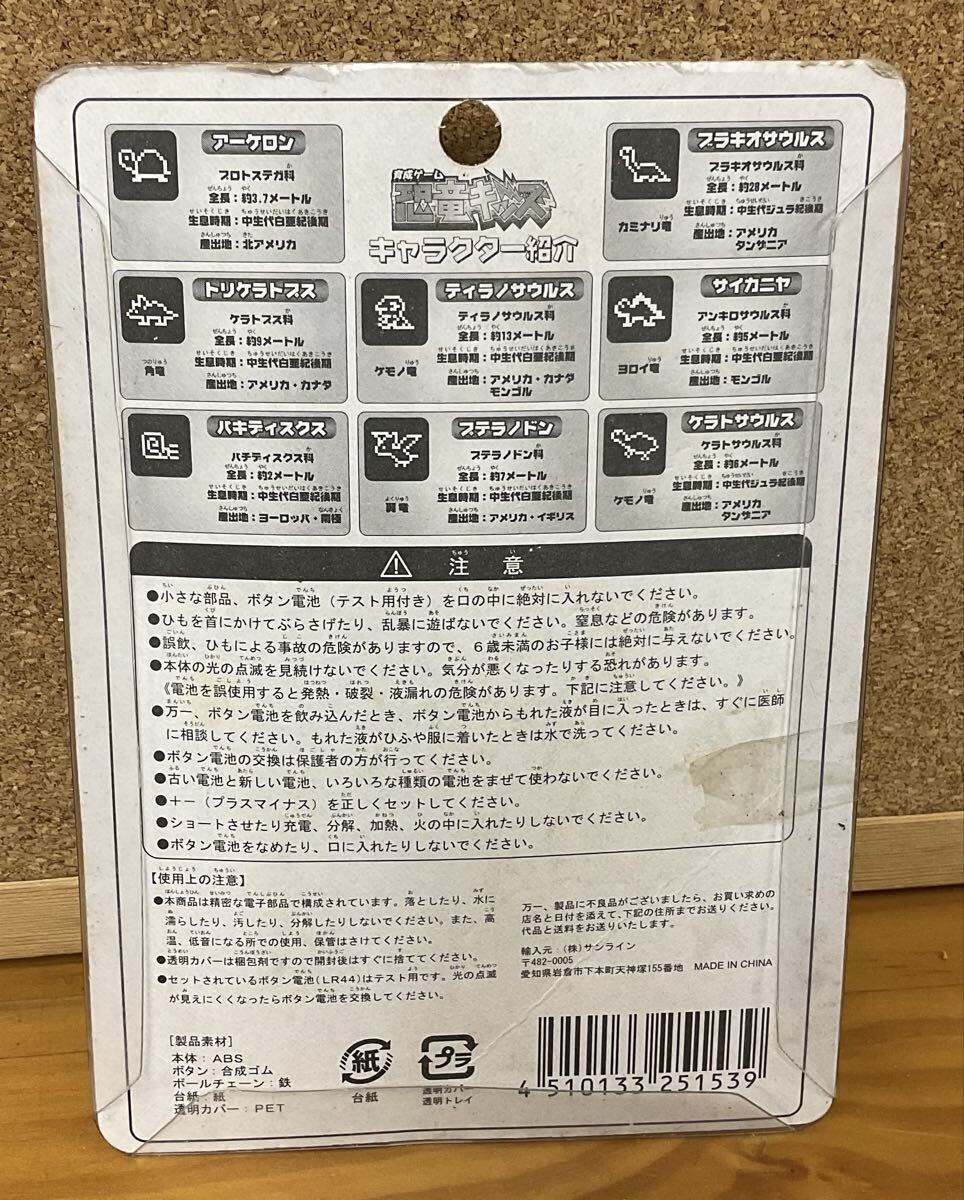 育成ゲーム
恐竜キッズ
キャラクター紹介
アーケロン
プロトステガ科
全長：約3.7メートル
生息時期：中生代白亜紀後期
産出地：北アメリカ
ブラキオサウルス
ブラキオサウルス科
全長：約28メートル
生息時期：中生代ジュラ紀後期
カミナリ竜
産出地：アメリカ
タンザニア
トリケラトプス
ケラトプス科
全長：約9メートル
生息時期：中生代白亜紀後期
角竜
産出地：アメリカ・カナダ
ティラノサウルス
ティラノサウルス科
全長：約13メートル
生息時期：中生代白亜紀後期
ケモノ竜
産出地：アメリカ・カナダ
モンゴル
サイカニヤ
アンキロサウルス科
全長：約5メートル
生息時期：中生代白亜紀後期
ヨロイ竜
産出地：モンゴル
パキディスクス
パチディスクス科
全長：約2メートル
生息時期：中生代白亜紀後期
産出地：ヨーロッパ・南極
プテラノドン
プテラノドン科
全長：約7メートル
生息時期：中生代白亜紀後期
翼竜
産出地：アメリカ・イギリス
ケラトサウルス
ケラトサウルス科
全長：約6メートル
生息時期：中生代ジュラ紀後期
ケモノ竜
産出地：アメリカ
タンザニア
⚠ 注意
●小さな部品、ボタン電池（テスト用付き）を口の中に絶対に入れないでください。
●ひもを首にかけてぶらさげたり、乱暴に遊ばないでください。窒息などの危険があります。
●誤飲、ひもによる事故の危険がありますので、６歳未満のお子様には絶対に与えないでください。
●本体の光の点滅を見続けないでください。気分が悪くなったりする恐れがあります。
《電池を誤使用すると発熱・破裂・液漏れの危険があります。下記に注意してください。》
●万一、ボタン電池を飲み込んだとき、ボタン電池からもれた液が目に入ったときは、すぐに医師
に相談してください。もれた液がひふや服に着いたときは水で洗ってください。
●ボタン電池の交換は保護者の方が行ってください。
●古い電池と新しい電池、いろいろな種類の電池をまぜて使わないでください。
●＋－（プラスマイナス）を正しくセットしてください。
●ショートさせたり充電、分解、加熱、火の中に入れたりしないでください。
●ボタン電池をなめたり、口に入れたりしないでください。
【使用上の注意】
●本商品は精密な電子部品で構成されています。落としたり、水に
濡らしたり、汚したり、分解したりしないでください。また、高
温、低音になる所での使用、保管はさけてください。
●透明カバーは梱包剤ですので開封後はすぐに捨ててください。
●セットされているボタン電池(LR44)はテスト用です。光の点滅
が見えにくくなったらボタン電池を交換してください。
万一、製品に不良品がございましたら、お買い求めの
店名と日付を添えて、下記の住所までお送りください。
代品と送料をお送りいたします。
輸入元：(株)サンライン
〒482-0005
愛知県岩倉市下本町天神塚155番地 MADE IN CHINA
［製品素材］
本体：ABS
ボタン：合成ゴム
ボールチェーン：鉄
台紙：紙
透明カバー：PET
紙
台紙
プラ
透明カバー
透明トレイ
4 510133 251539